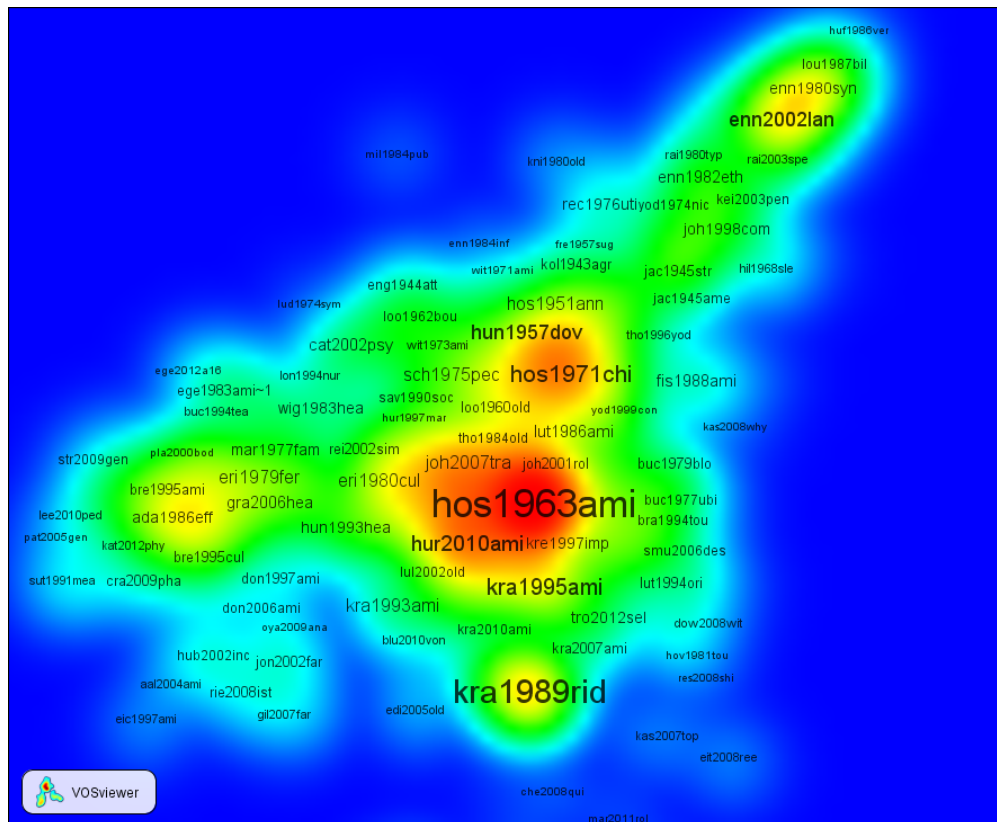 huf1986ver
lou1987bil
enn1980syn
enn2002lan
mil1984pub
kni1980old
rai1980typ
rai2003spe
enn1982eth
rec1976uti
yod1974nic
kei2003pen
joh1998com
enn1984inf
fre1957sug
wit1971ami
kol1943agr
jac1945str
hil1968sle
eng1944att
lud1974sym
hos1951ann
jac1945ame
loo1962bou
hun1957dov
tho1996yod
cat2002psy
wit1973ami
ege2012a16
lon1994nur
sch1975pec
hos1971chi
fis1988ami
ege1983ami~1
sav1990soc
buc1994tea
wig1983hea
hur1997mar
loo1960old
yod1999con
kas2008why
tho1984old
lut1986ami
pla2000bod
mar1977fam
rei2002sim
str2009gen
joh2007tra
joh2001rol
buc1979blo
bre1995ami
eri1979fer
eri1980cul
gra2006hea
hos1963ami
buc1977ubi
lee2010ped
ada1986eff
hun1993hea
bra1994tou
pat2005gen
kat2012phy
hur2010ami
kre1997imp
smu2006des
bre1995cul
sut1991mea
cra2009pha
don1997ami
lul2002old
kra1995ami
lut1994ori
don2006ami
kra1993ami
tro2012sel
dow2008wit
oya2009ana
blu2010von
kra2010ami
kra2007ami
hub2002inc
jon2002far
hov1981tou
aal2004ami
rie2008ist
kra1989rid
res2008shi
eic1997ami
gil2007far
edi2005old
kas2007top
eit2008ree
che2008qui
mar2011rol
VOSviewer